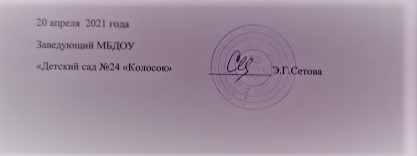 20 апреля 2021 года
Заведующий МБДОУ
«Детский сад №24 «Колосок» Э.Г.Сетова